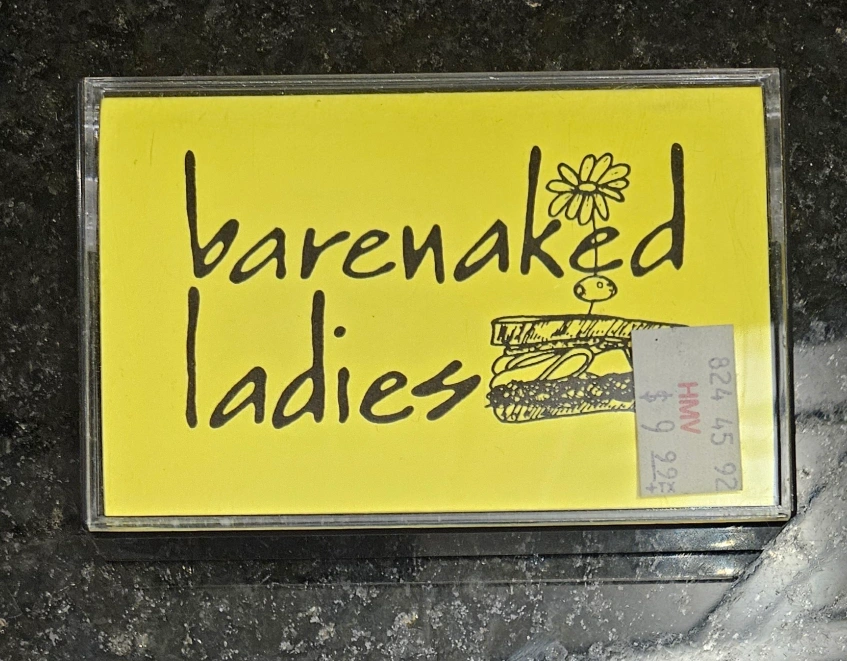 barenaked
ladies
824 45 92
HMV
$ 9 99